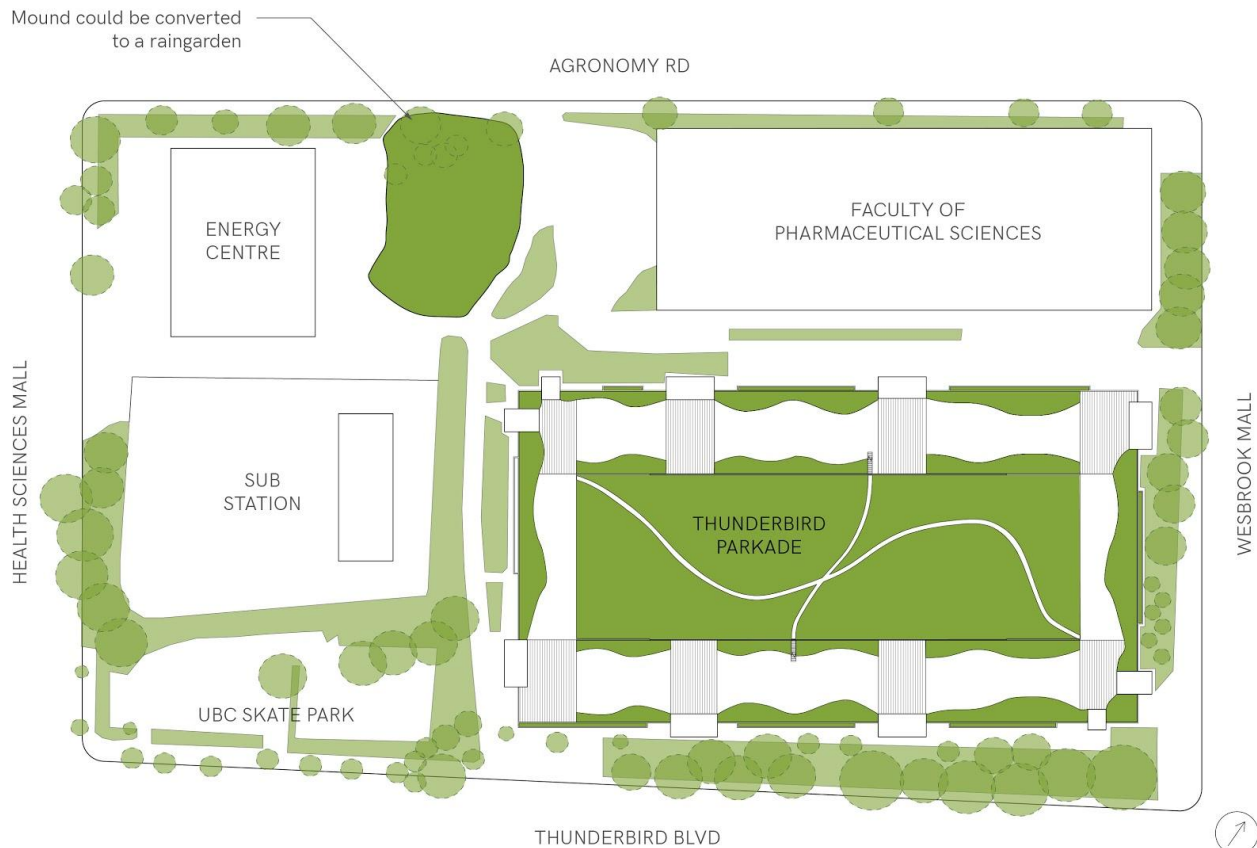 Mound could be converted
to a raingarden
AGRONOMY RD
ENERGY
CENTRE
FACULTY OF
PHARMACEUTICAL SCIENCES
HEALTH SCIENCES MALL
SUB
STATION
THUNDERBIRD
PARKADE
WESBROOK MALL
UBC SKATE PARK
THUNDERBIRD BLVD